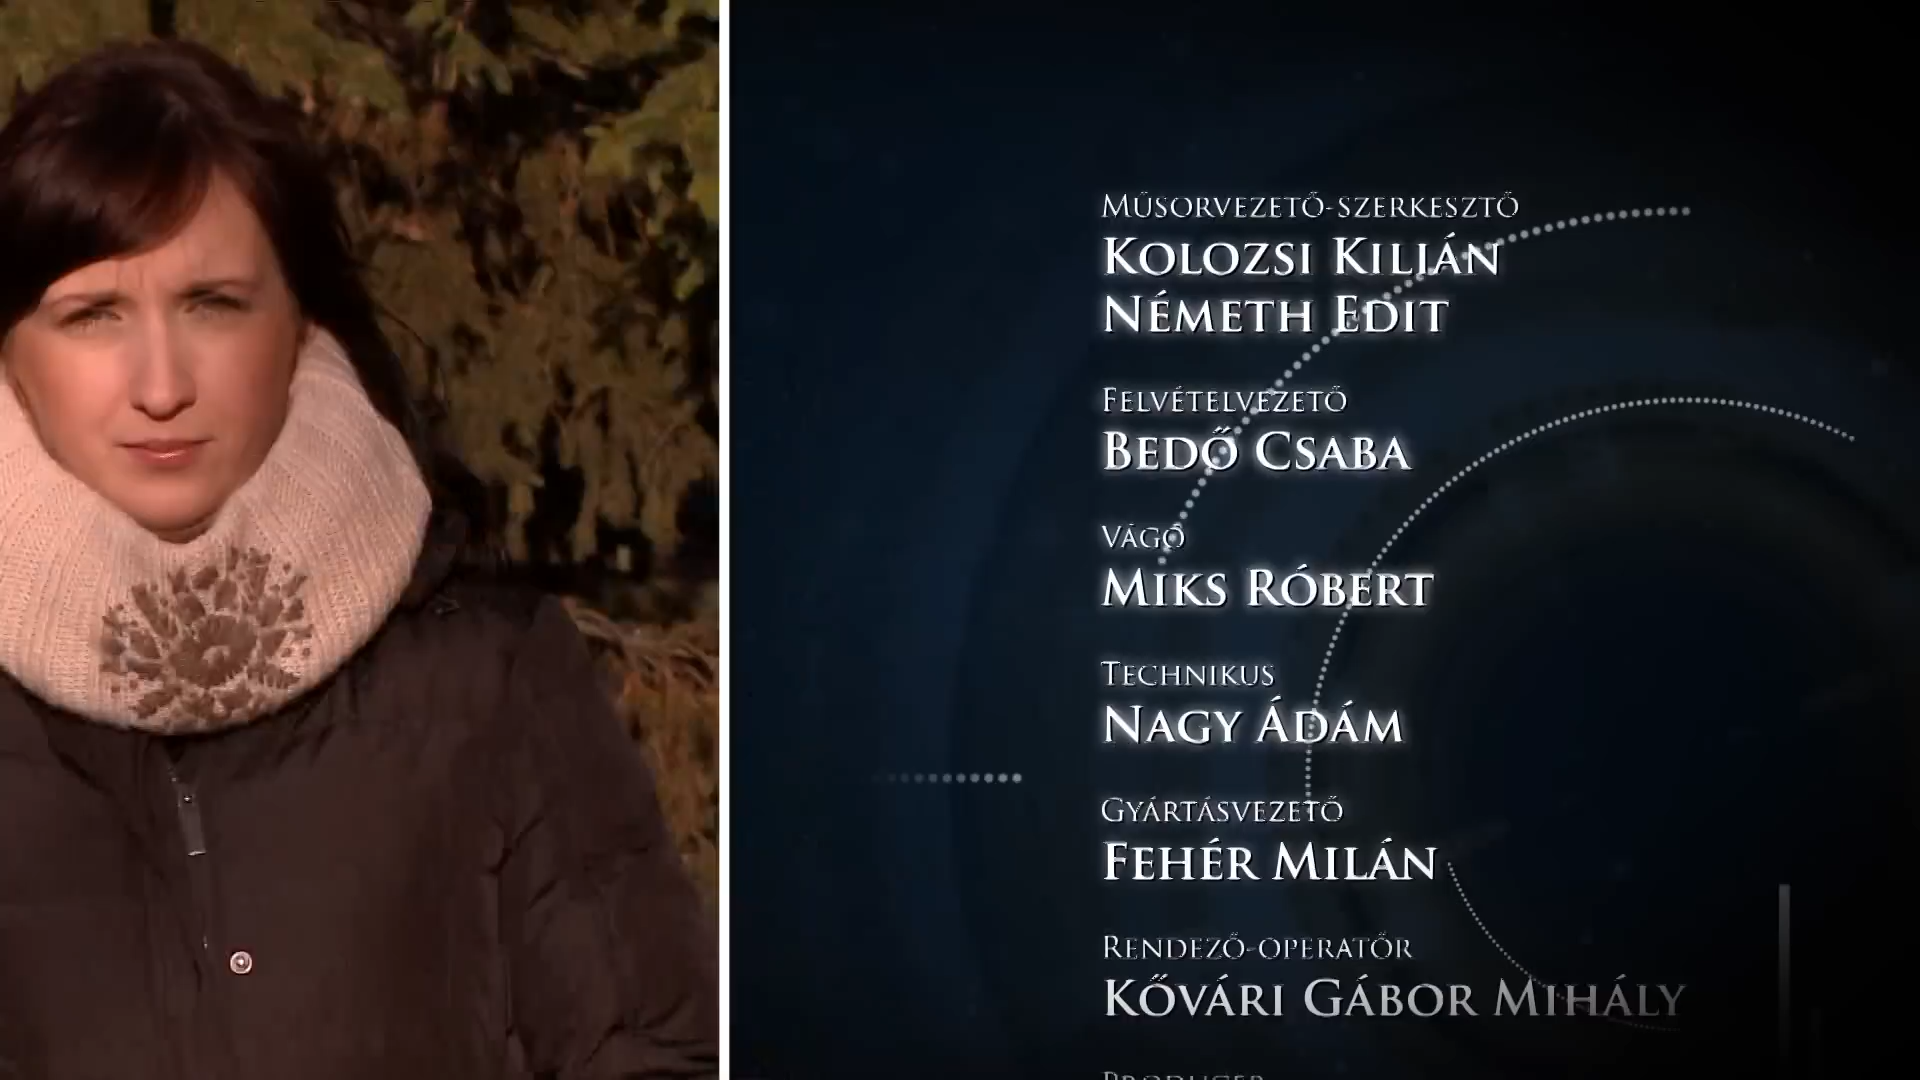 Műsorvezető-szerkesztő
Kolozsi Kilián
Németh Edit
Felvételvezető
Bedő Csaba
Vágó
Miks Róbert
Technikus
Nagy Ádám
Gyártásvezető
Fehér Milán
Rendező-operatőr
Kővári Gábor Mihály
Producer